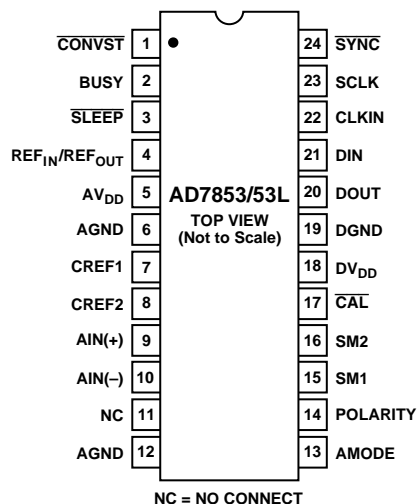 CONVST 1
BUSY 2
SLEEP 3
REFIN/REFOUT 4
AVDD 5
AGND 6
CREF1 7
CREF2 8
AIN(+) 9
AIN(–) 10
NC 11
AGND 12
AD7853/53L
TOP VIEW
(Not to Scale)
24 SYNC
23 SCLK
22 CLKIN
21 DIN
20 DOUT
19 DGND
18 DVDD
17 CAL
16 SM2
15 SM1
14 POLARITY
13 AMODE
NC = NO CONNECT